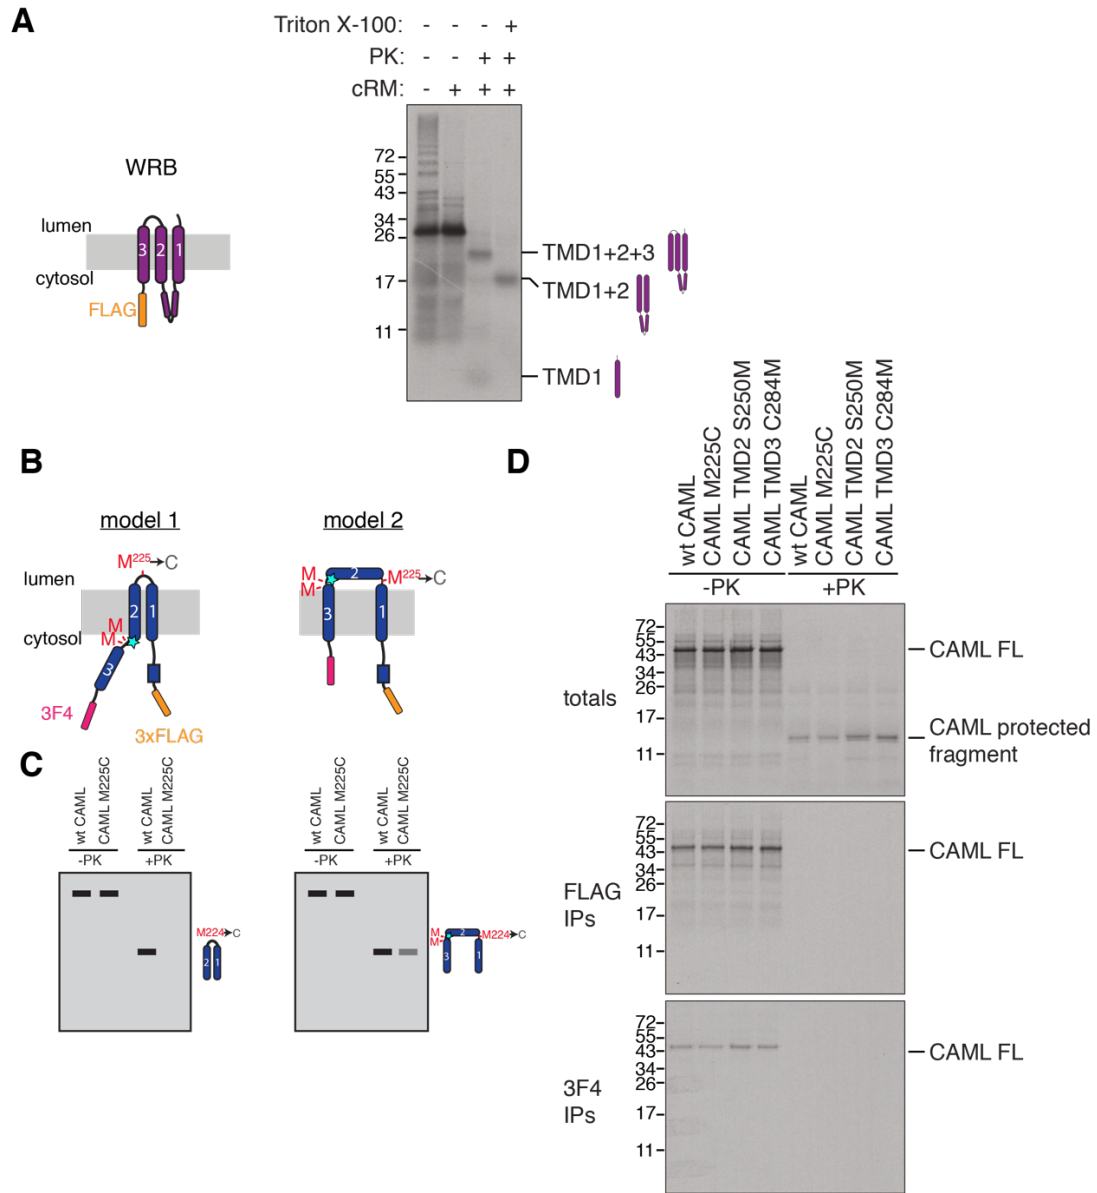 A
Triton X-100: - - - +
PK: - - + +
cRM: - + + +
WRB
lumen
cytosol
3 2 1
FLAG
72
55
43
34
26
17
11
TMD1+2+3
TMD1+2
TMD1
B
model 1
model 2
M225→C
lumen
cytosol
2 1
M
M
3
3F4
3xFLAG
M
M
2
M225→C
3
1
C
wt CAML
CAML M225C
wt CAML
CAML M225C
-PK
+PK
M224→C
2 1
wt CAML
CAML M225C
wt CAML
CAML M225C
-PK
+PK
M
M
2
M224→C
3
1
D
wt CAML
CAML M225C
CAML TMD2 S250M
CAML TMD3 C284M
wt CAML
CAML M225C
CAML TMD2 S250M
CAML TMD3 C284M
-PK
+PK
totals
72
55
43
34
26
17
11
CAML FL
CAML protected
fragment
FLAG
IPs
72
55
43
34
26
17
11
CAML FL
3F4
IPs
72
55
43
34
26
17
11
CAML FL